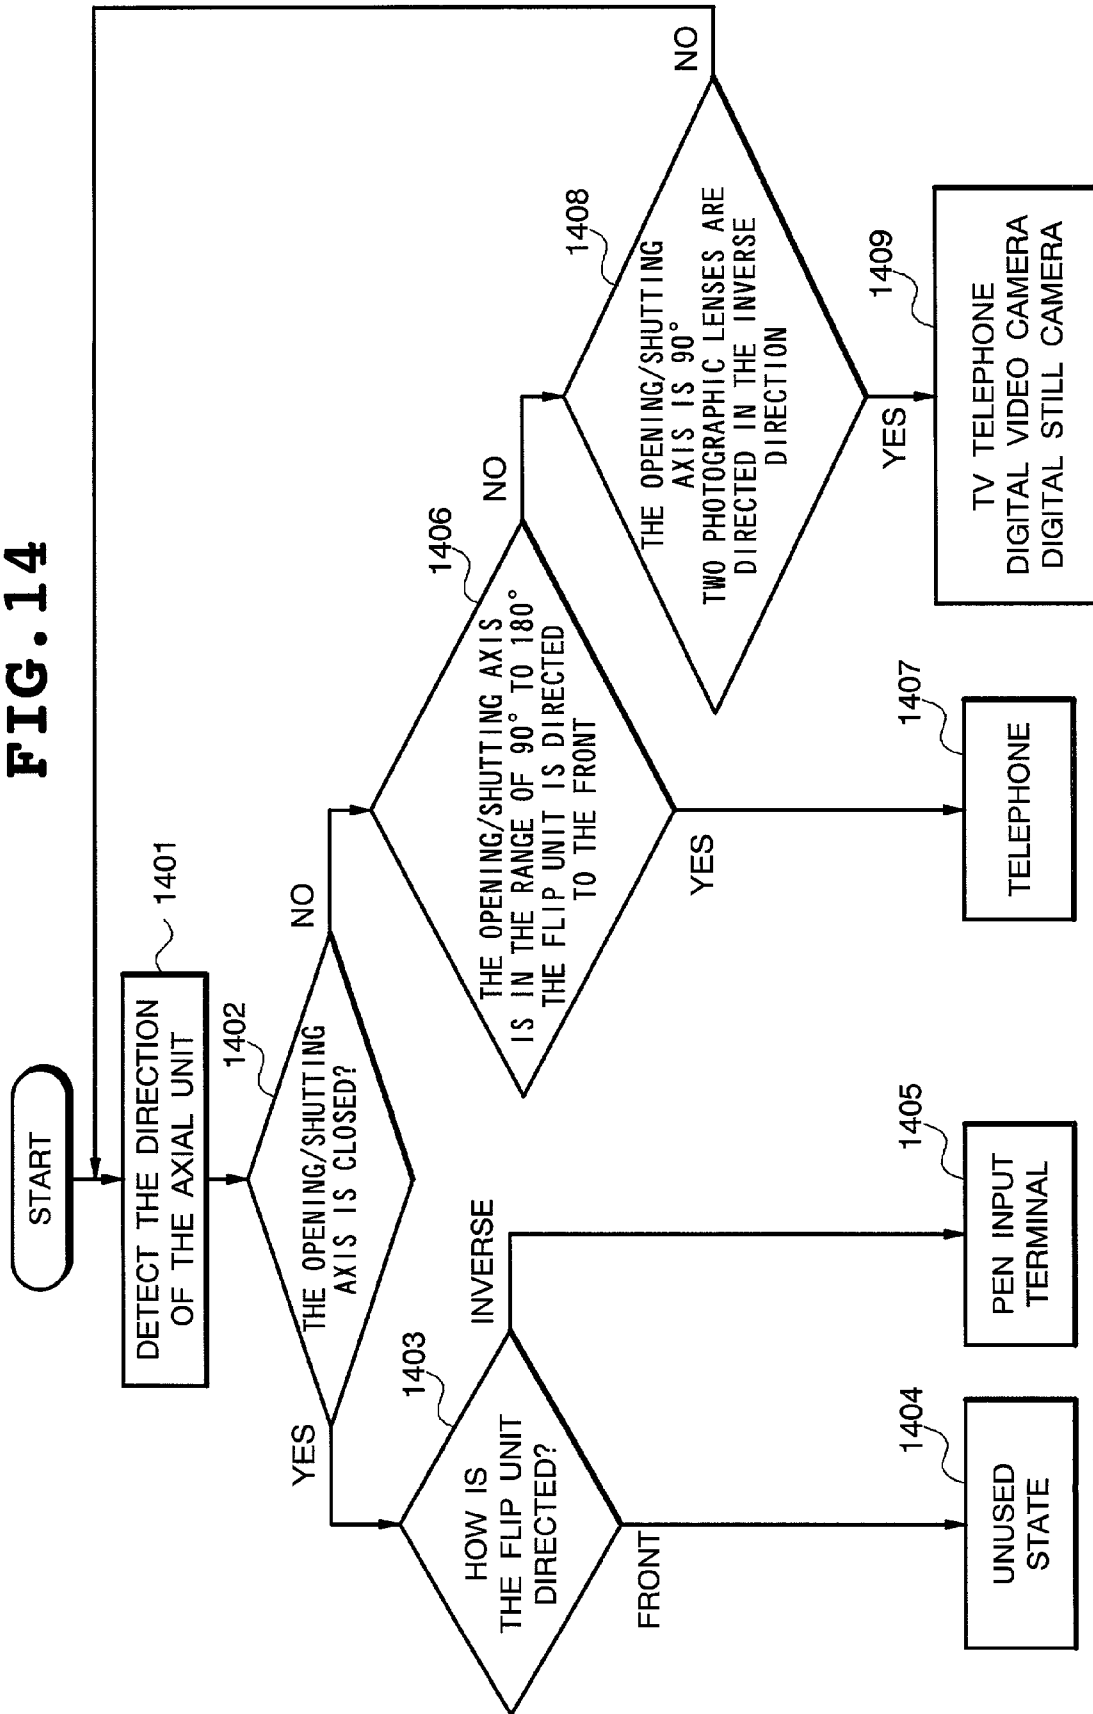 FIG.14
START
DETECT THE DIRECTION
OF THE AXIAL UNIT
1401
THE OPENING/SHUTTING
AXIS IS CLOSED?
1402
YES
NO
HOW IS
THE FLIP UNIT
DIRECTED?
1403
INVERSE
FRONT
UNUSED
STATE
1404
PEN INPUT
TERMINAL
1405
THE OPENING/SHUTTING AXIS
IS IN THE RANGE OF 90° TO 180°
THE FLIP UNIT IS DIRECTED
TO THE FRONT
1406
NO
YES
TELEPHONE
1407
THE OPENING/SHUTTING
AXIS IS 90°
TWO PHOTOGRAPHIC LENSES ARE
DIRECTED IN THE INVERSE
DIRECTION
1408
NO
YES
TV TELEPHONE
DIGITAL VIDEO CAMERA
DIGITAL STILL CAMERA
1409